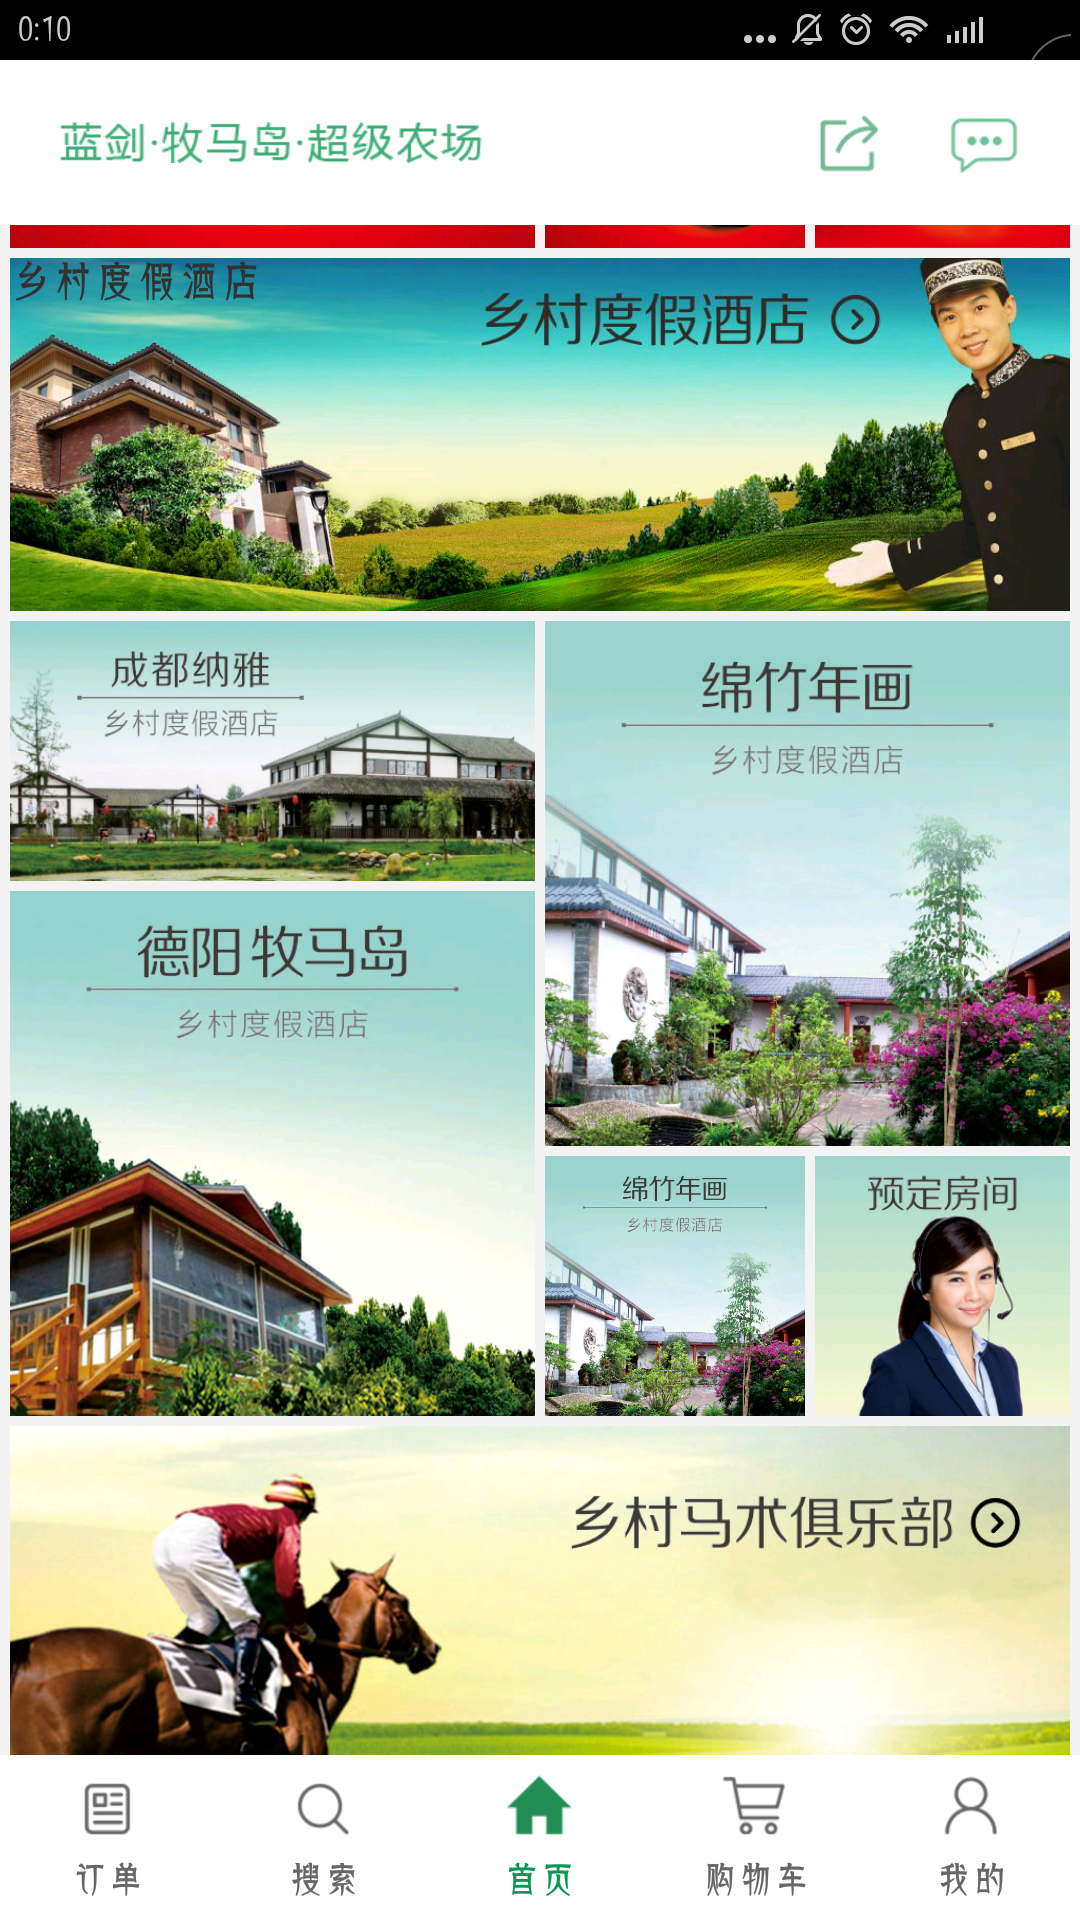 0:10
蓝剑·牧马岛·超级农场
乡村度假酒店
乡村度假酒店
成都纳雅
乡村度假酒店
绵竹年画
乡村度假酒店
德阳牧马岛
乡村度假酒店
绵竹年画
乡村度假酒店
预定房间
乡村马术俱乐部
订单
搜索
首页
购物车
我的